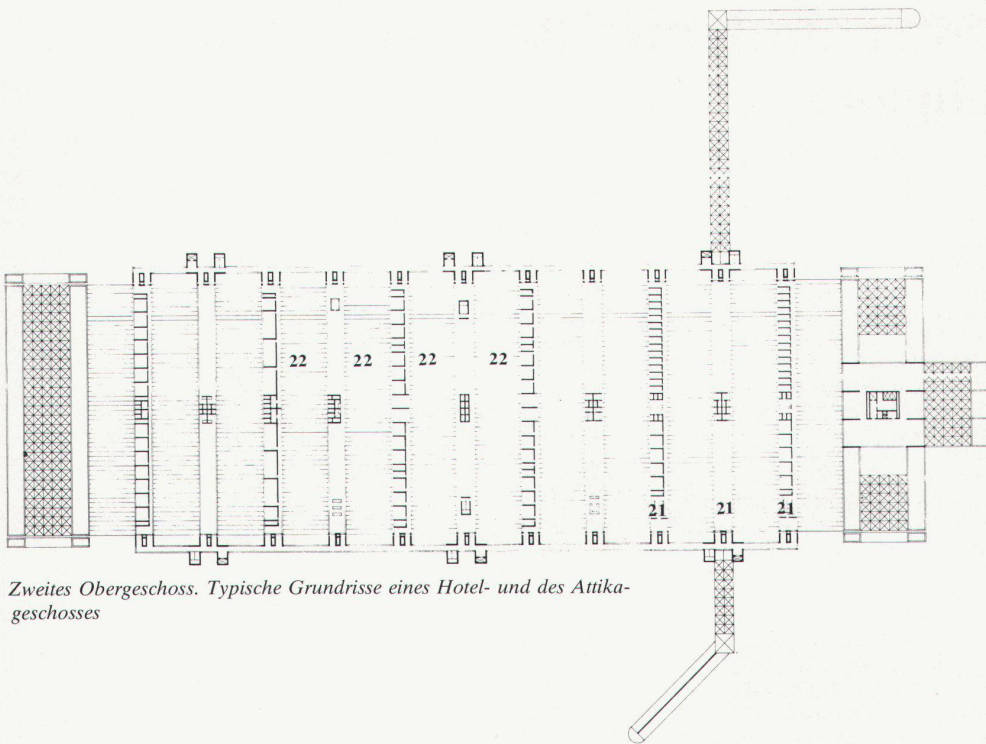 22 22 22 22
21 21 21
Zweites Obergeschoss. Typische Grundrisse eines Hotel- und des Attika-
geschosses